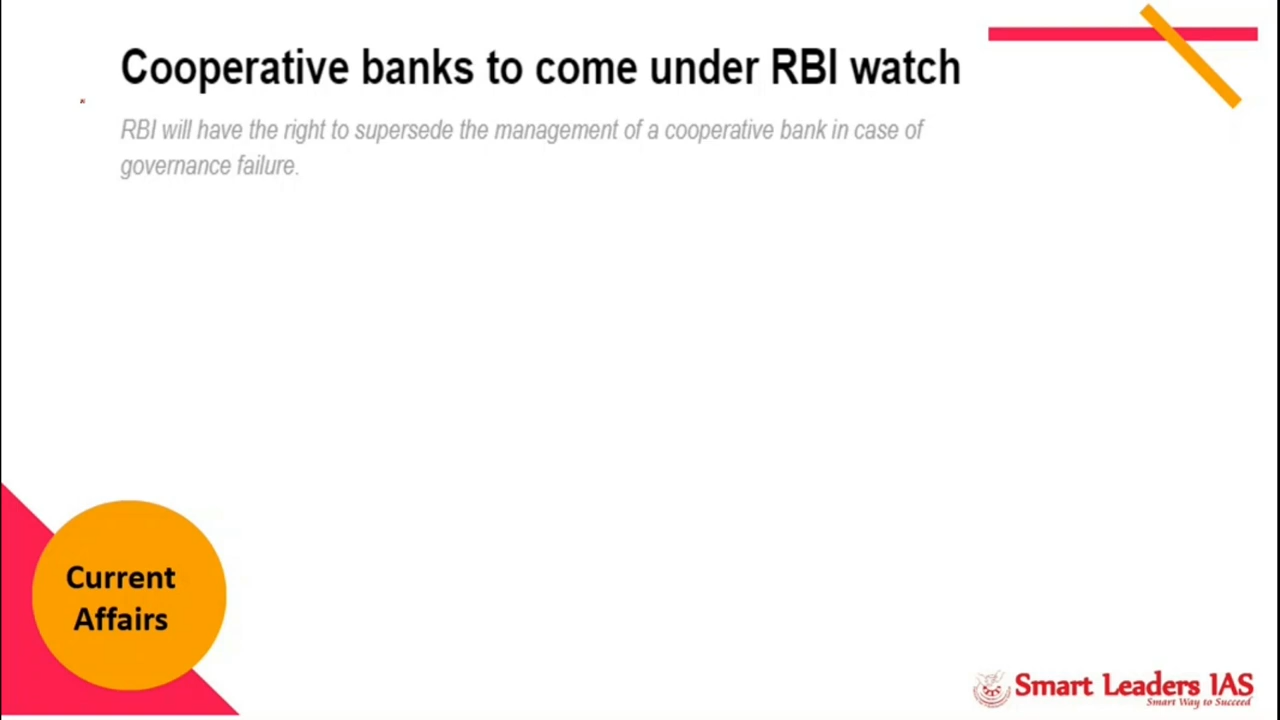 Cooperative banks to come under RBI watch
RBI will have the right to supersede the management of a cooperative bank in case of
governance failure.
Current
Affairs
Smart Leaders IAS
Smart Way to Succeed